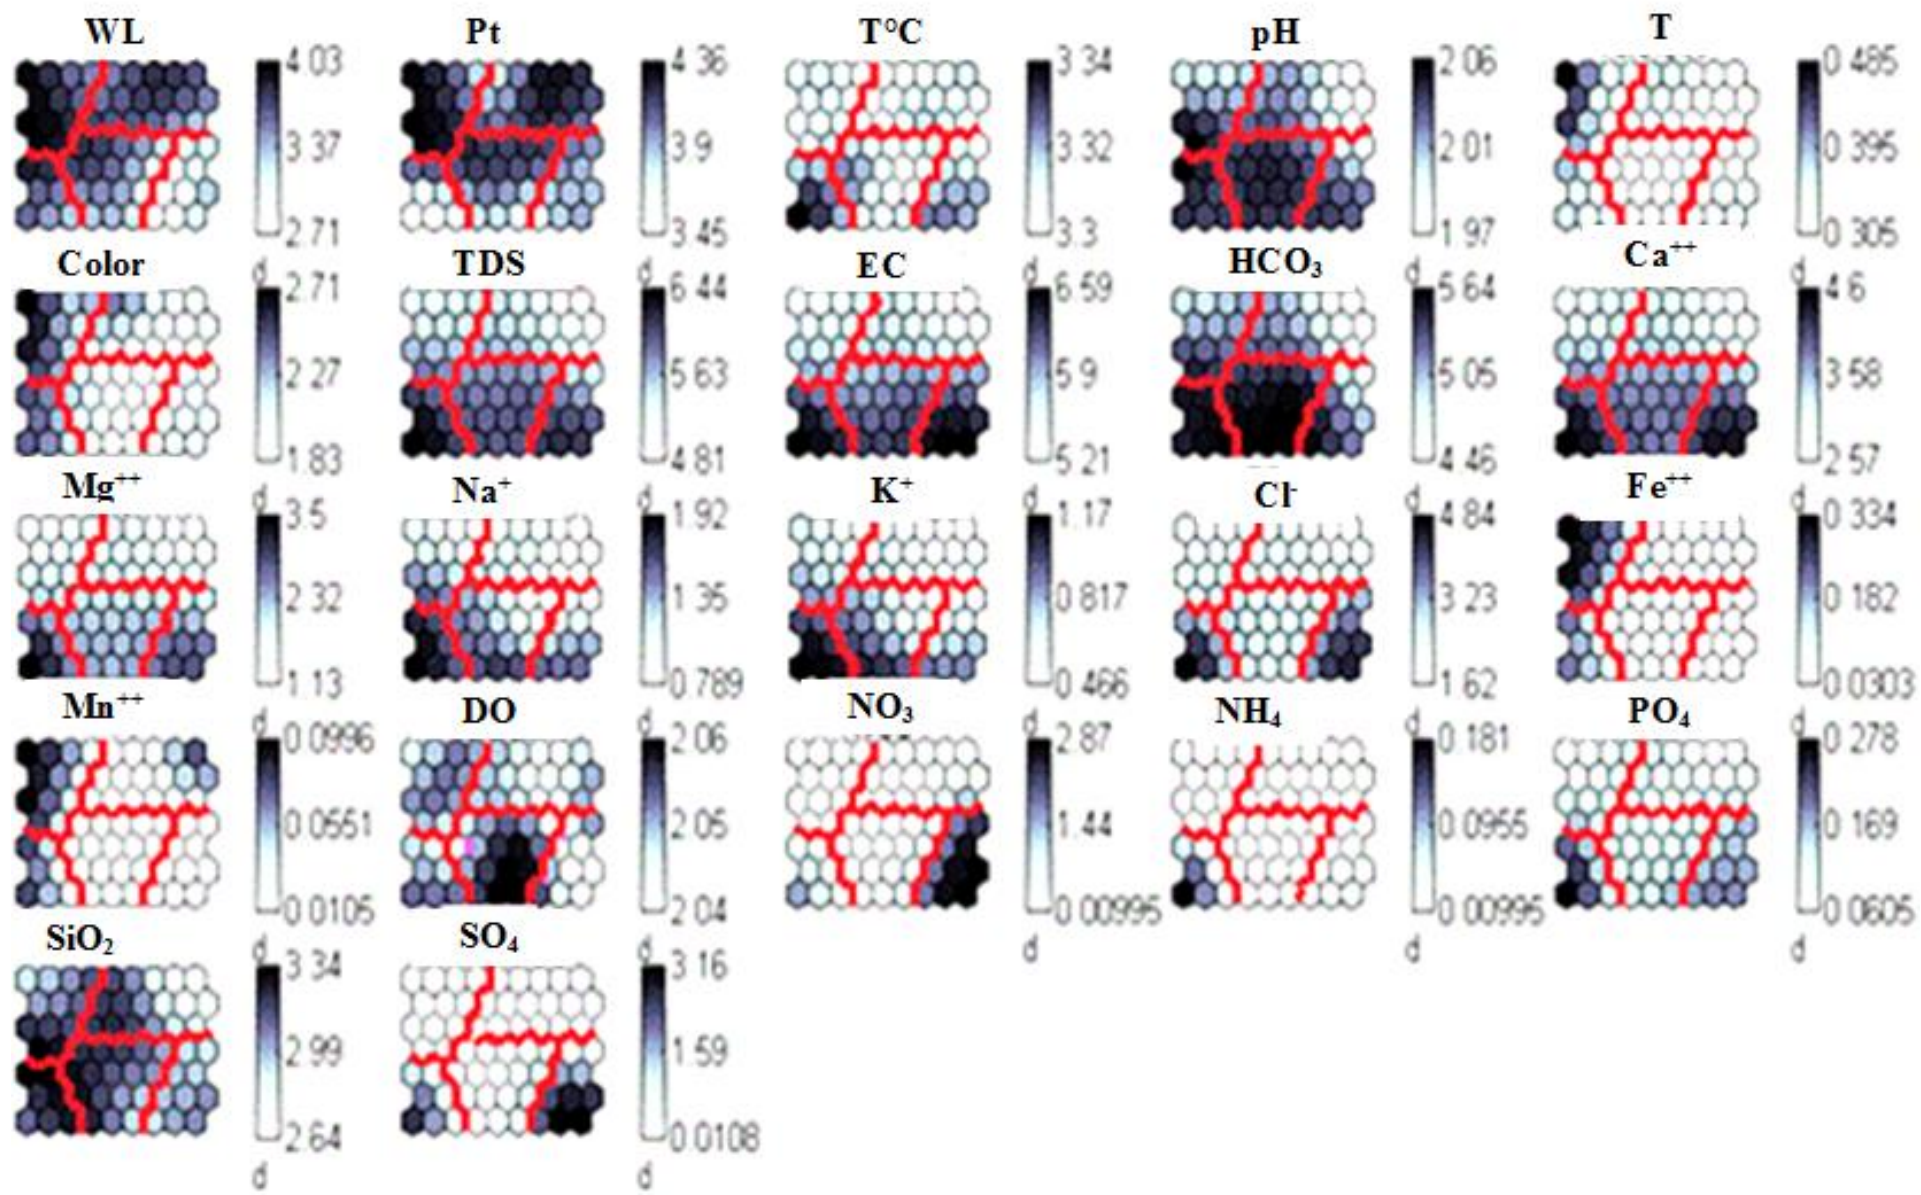 WL Pt T°C pH T
4 03 4 36 3 34 2 06 0 485
3 37 3 9 3 32 2 01 0 395
2 71 3 45 3 3 1 97 0 305
Color TDS EC HCO₃ Ca⁺⁺
d d d d d
2 71 6 44 6 59 5 64 4 6
2 27 5 63 5 9 5 05 3 58
1 83 4 81 5 21 4 46 2 57
Mg⁺⁺ Na⁺ K⁺ Cl⁻ Fe⁺⁺
d d d d d
3 5 1 92 1 17 4 84 0 334
2 32 1 35 0 817 3 23 0 182
1 13 0 789 0 466 1 62 0 0303
Mn⁺⁺ DO NO₃ NH₄ PO₄
d d d d d
0 0996 2 06 2 87 0 181 0 278
0 0551 2 05 1 44 0 0955 0 169
0 0105 2 04 0 00995 0 00995 0 0605
SiO₂ SO₄
d d d d d
3 34 3 16
2 99 1 59
2 64 0 0108
d d